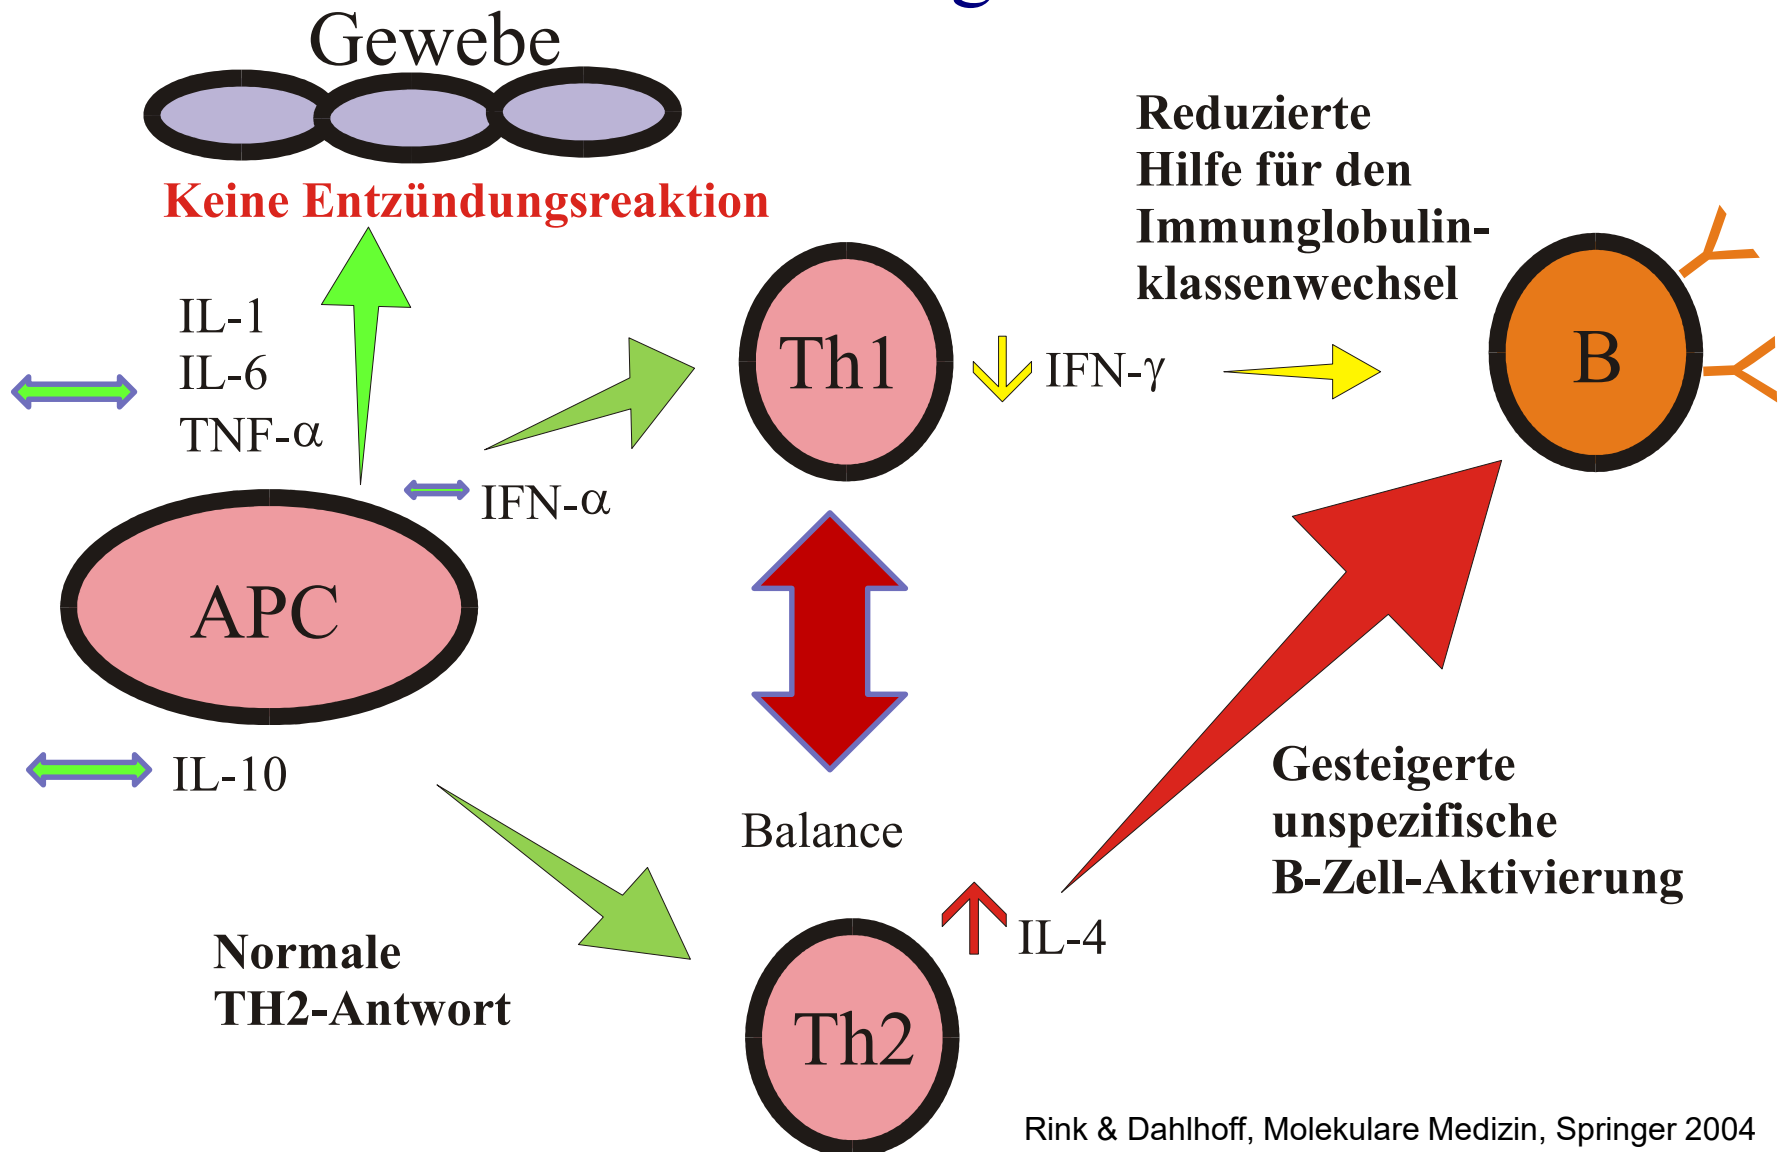 Gewebe
Keine Entzündungsreaktion
IL-1
IL-6
TNF-α
IFN-α
APC
IL-10
Normale
TH2-Antwort
Th1
IFN-γ
Balance
Th2
IL-4
Reduzierte
Hilfe für den
Immunglobulin-
klassenwechsel
B
Gesteigerte
unspezifische
B-Zell-Aktivierung
Rink & Dahlhoff, Molekulare Medizin, Springer 2004